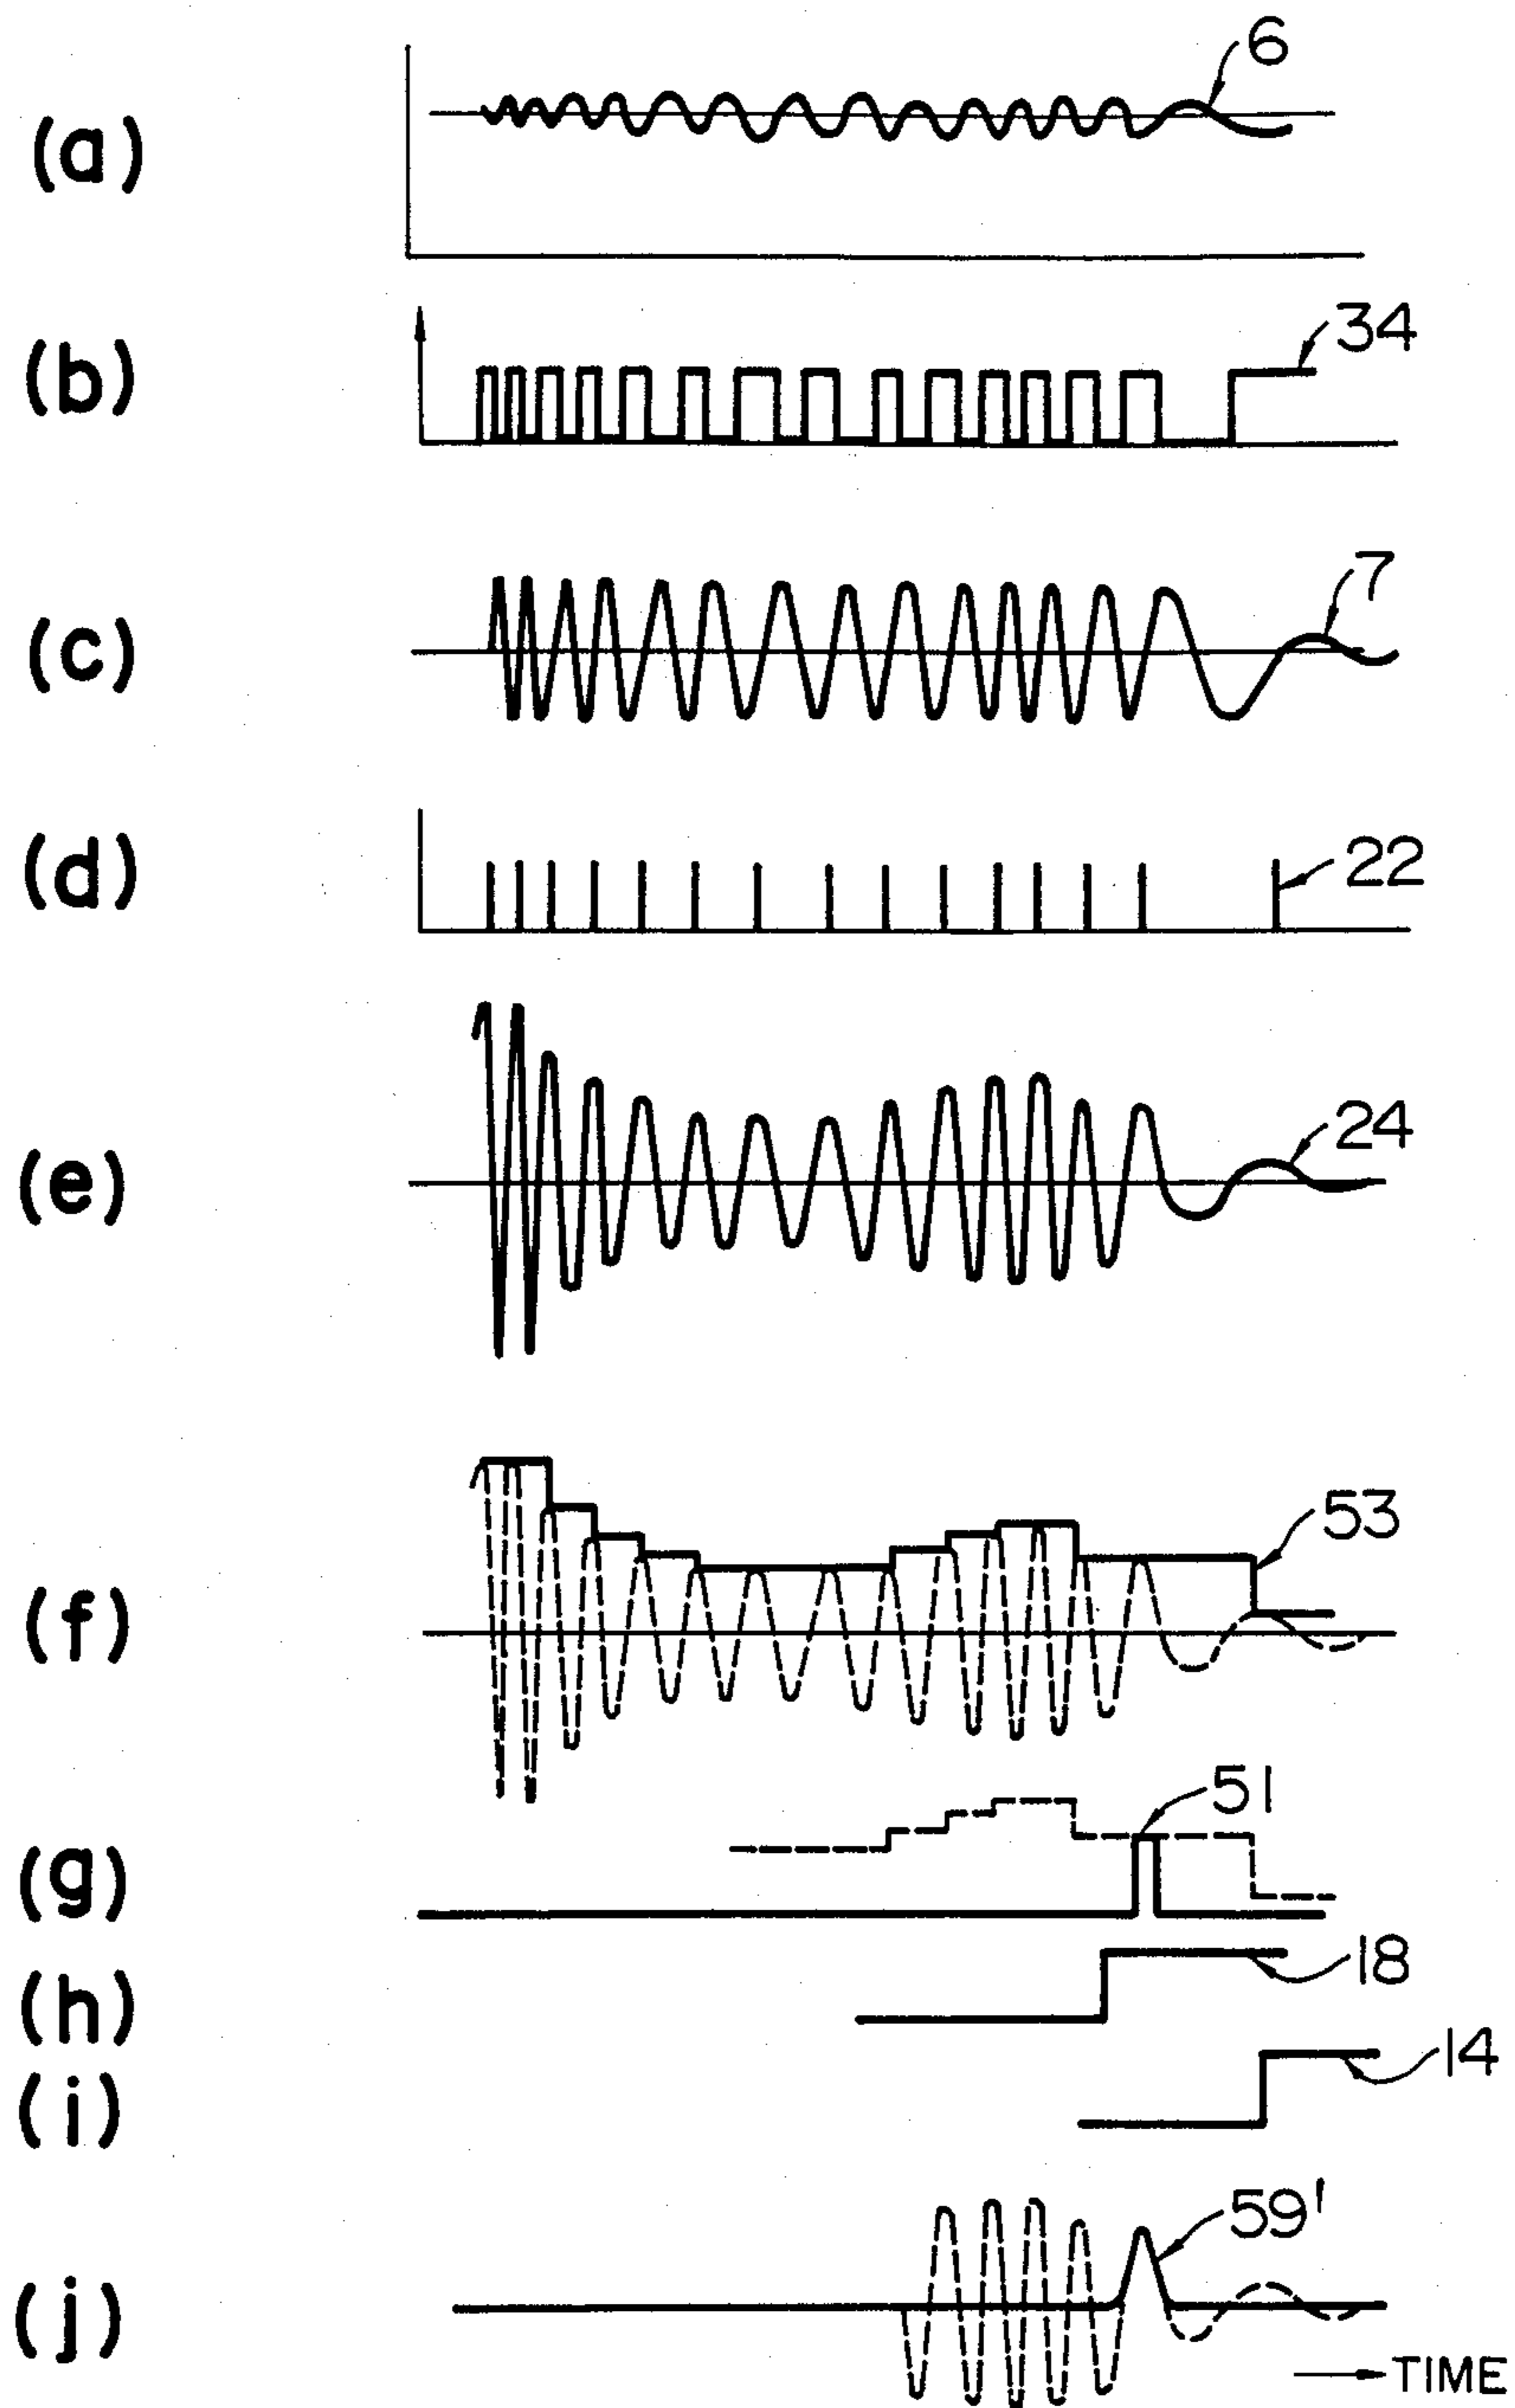 (a) 6
(b) 34
(c) 7
(d) 22
(e) 24
(f) 53
(g) 51
(h) 18
(i) 14
(j) 59'
TIME